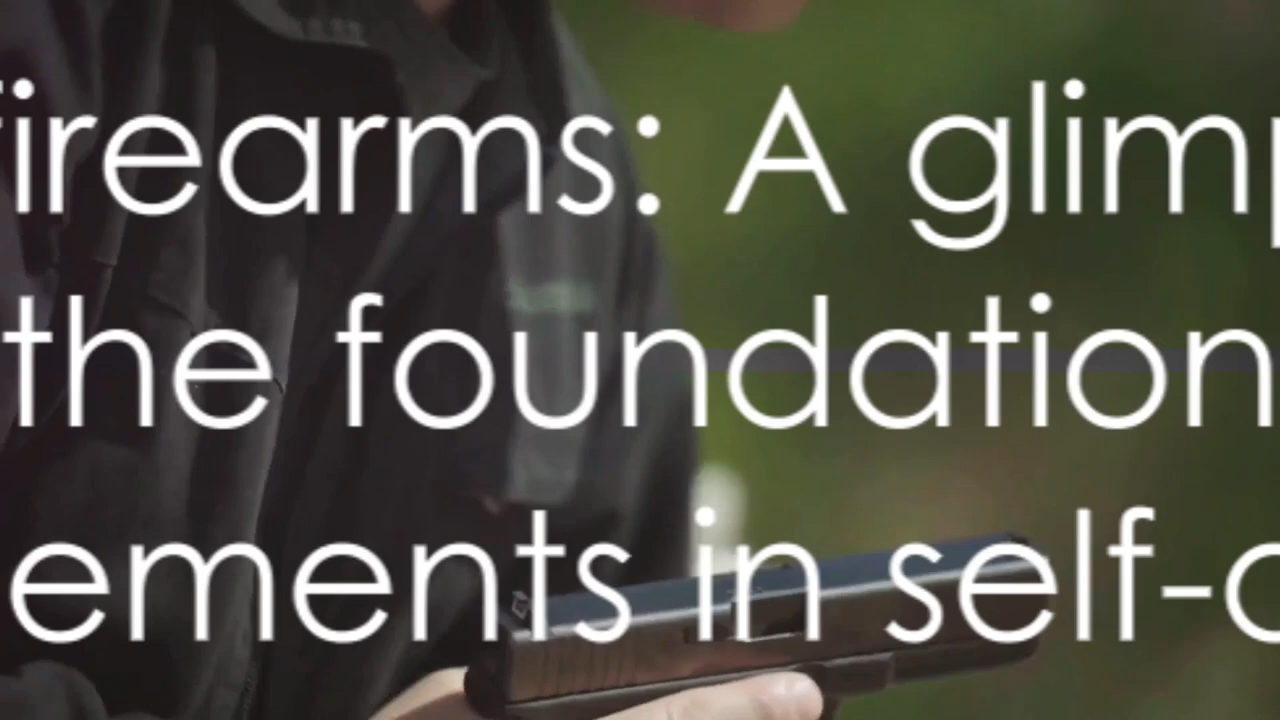 firearms: A glimp
the foundation
ements in self-